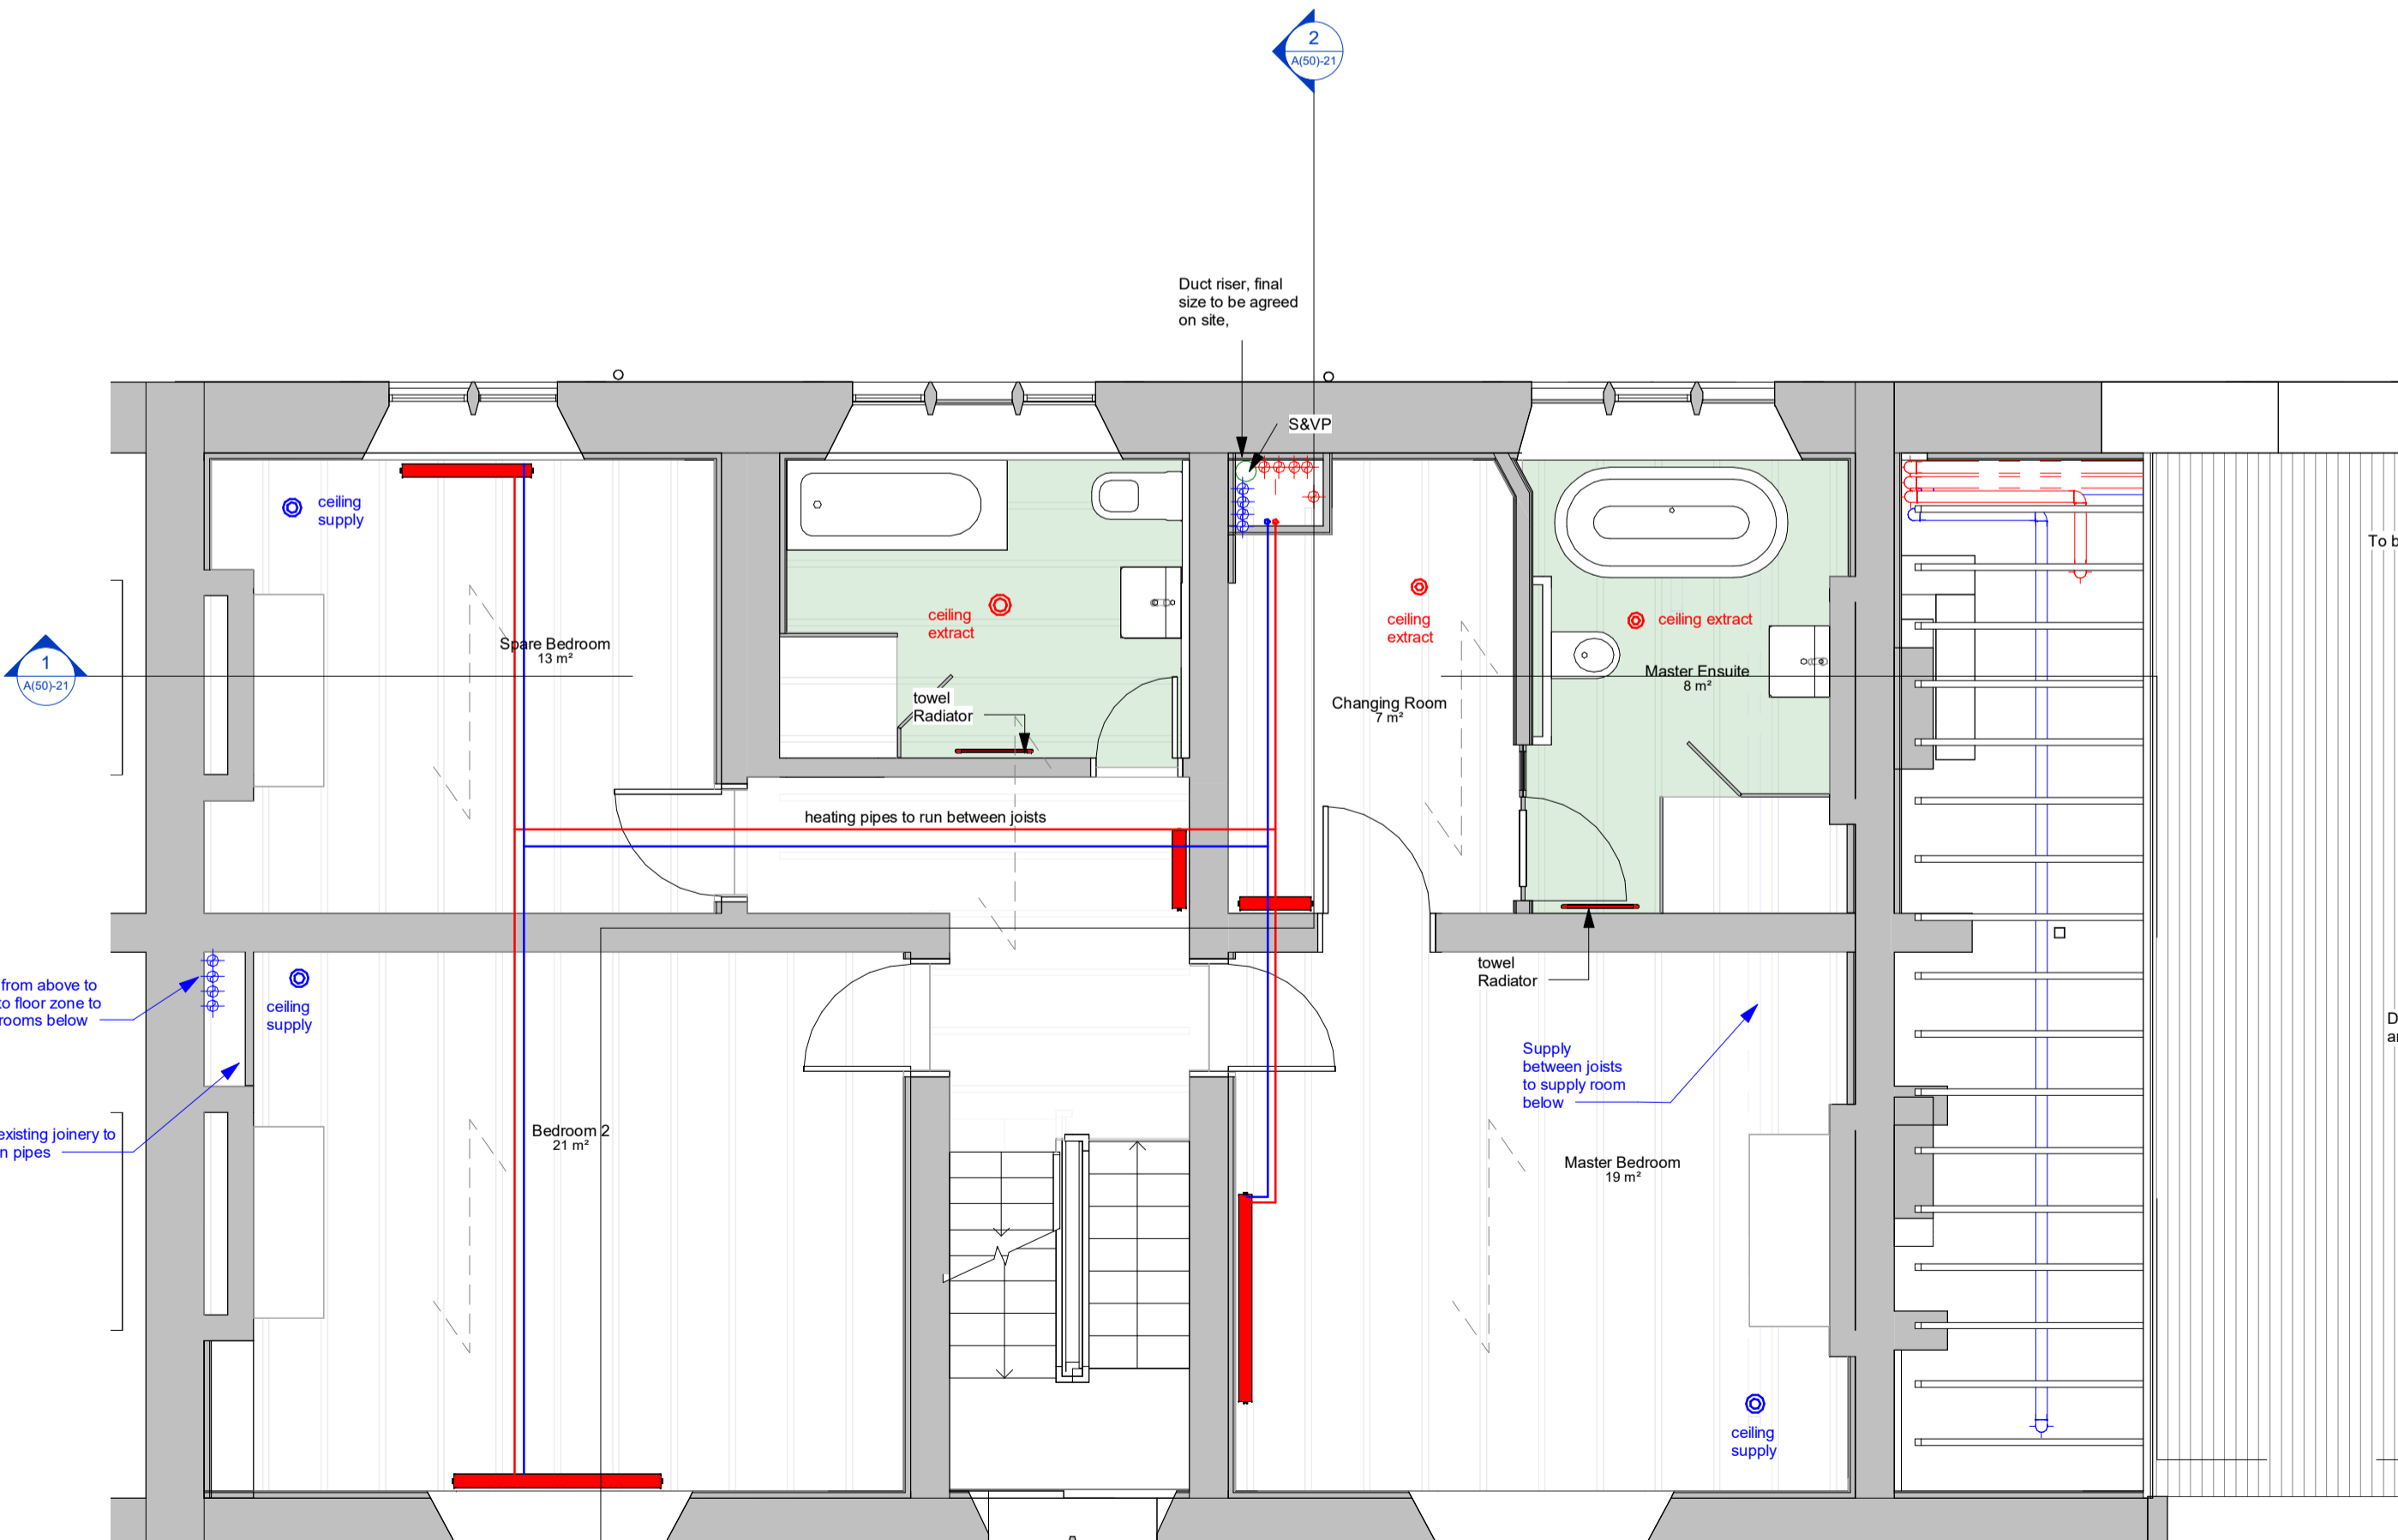 2
A(50)-21
Duct riser, final
size to be agreed
on site,
S&VP
ceiling
supply
To b
ceiling
extract
ceiling
extract
ceiling extract
Spare Bedroom
13 m²
1
A(50)-21
Master Ensuite
8 m²
towel
Radiator
Changing Room
7 m²
heating pipes to run between joists
from above to
to floor zone to
rooms below
ceiling
supply
towel
Radiator
D
ar
Supply
between joists
to supply room
below
existing joinery to
n pipes
Bedroom 2
21 m²
Master Bedroom
19 m²
ceiling
supply